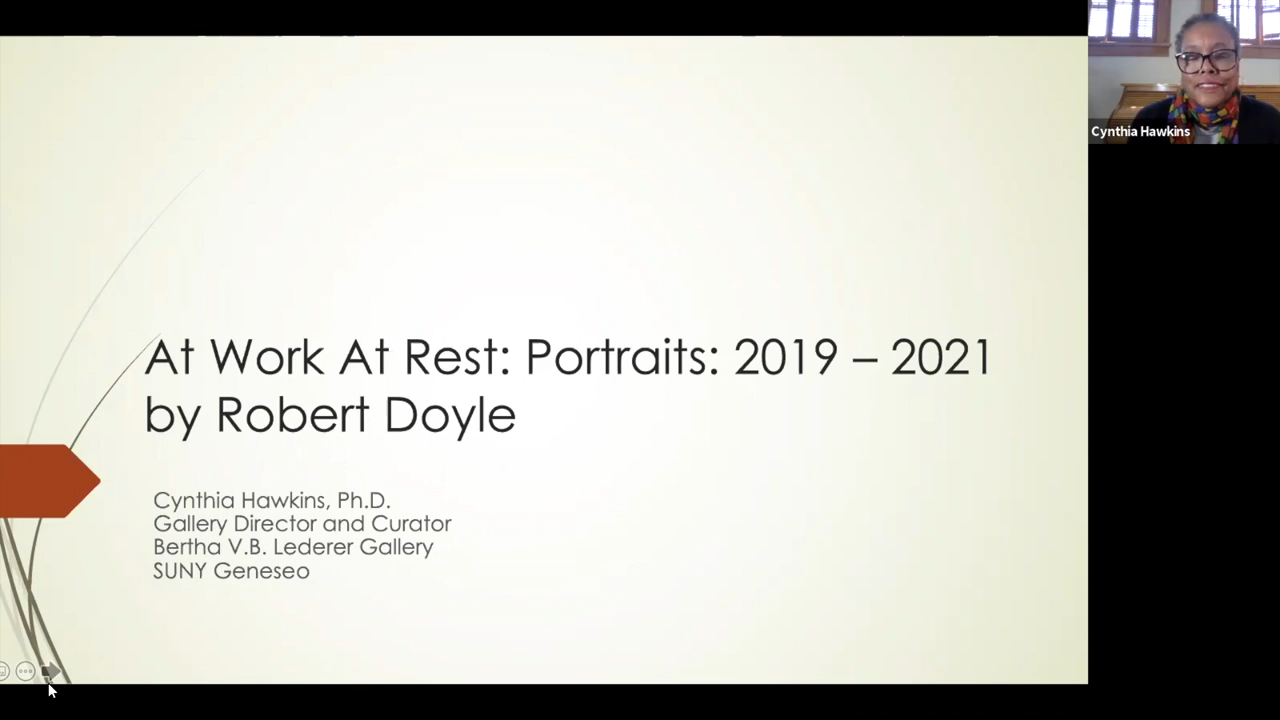 At Work At Rest: Portraits: 2019 – 2021
by Robert Doyle
Cynthia Hawkins, Ph.D.
Gallery Director and Curator
Bertha V.B. Lederer Gallery
SUNY Geneseo
Cynthia Hawkins